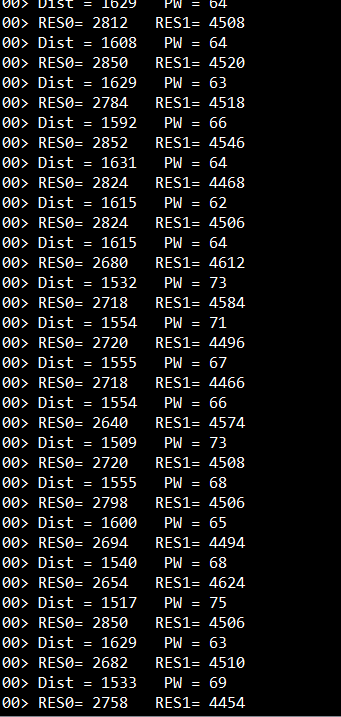 00> Dist = 1629   PW = 64
00> RES0= 2812   RES1= 4508
00> Dist = 1608   PW = 64
00> RES0= 2850   RES1= 4520
00> Dist = 1629   PW = 63
00> RES0= 2784   RES1= 4518
00> Dist = 1592   PW = 66
00> RES0= 2852   RES1= 4546
00> Dist = 1631   PW = 64
00> RES0= 2824   RES1= 4468
00> Dist = 1615   PW = 62
00> RES0= 2824   RES1= 4506
00> Dist = 1615   PW = 64
00> RES0= 2680   RES1= 4612
00> Dist = 1532   PW = 73
00> RES0= 2718   RES1= 4584
00> Dist = 1554   PW = 71
00> RES0= 2720   RES1= 4496
00> Dist = 1555   PW = 67
00> RES0= 2718   RES1= 4466
00> Dist = 1554   PW = 66
00> RES0= 2640   RES1= 4574
00> Dist = 1509   PW = 73
00> RES0= 2720   RES1= 4508
00> Dist = 1555   PW = 68
00> RES0= 2798   RES1= 4506
00> Dist = 1600   PW = 65
00> RES0= 2694   RES1= 4494
00> Dist = 1540   PW = 68
00> RES0= 2654   RES1= 4624
00> Dist = 1517   PW = 75
00> RES0= 2850   RES1= 4506
00> Dist = 1629   PW = 63
00> RES0= 2682   RES1= 4510
00> Dist = 1533   PW = 69
00> RES0= 2758   RES1= 4454